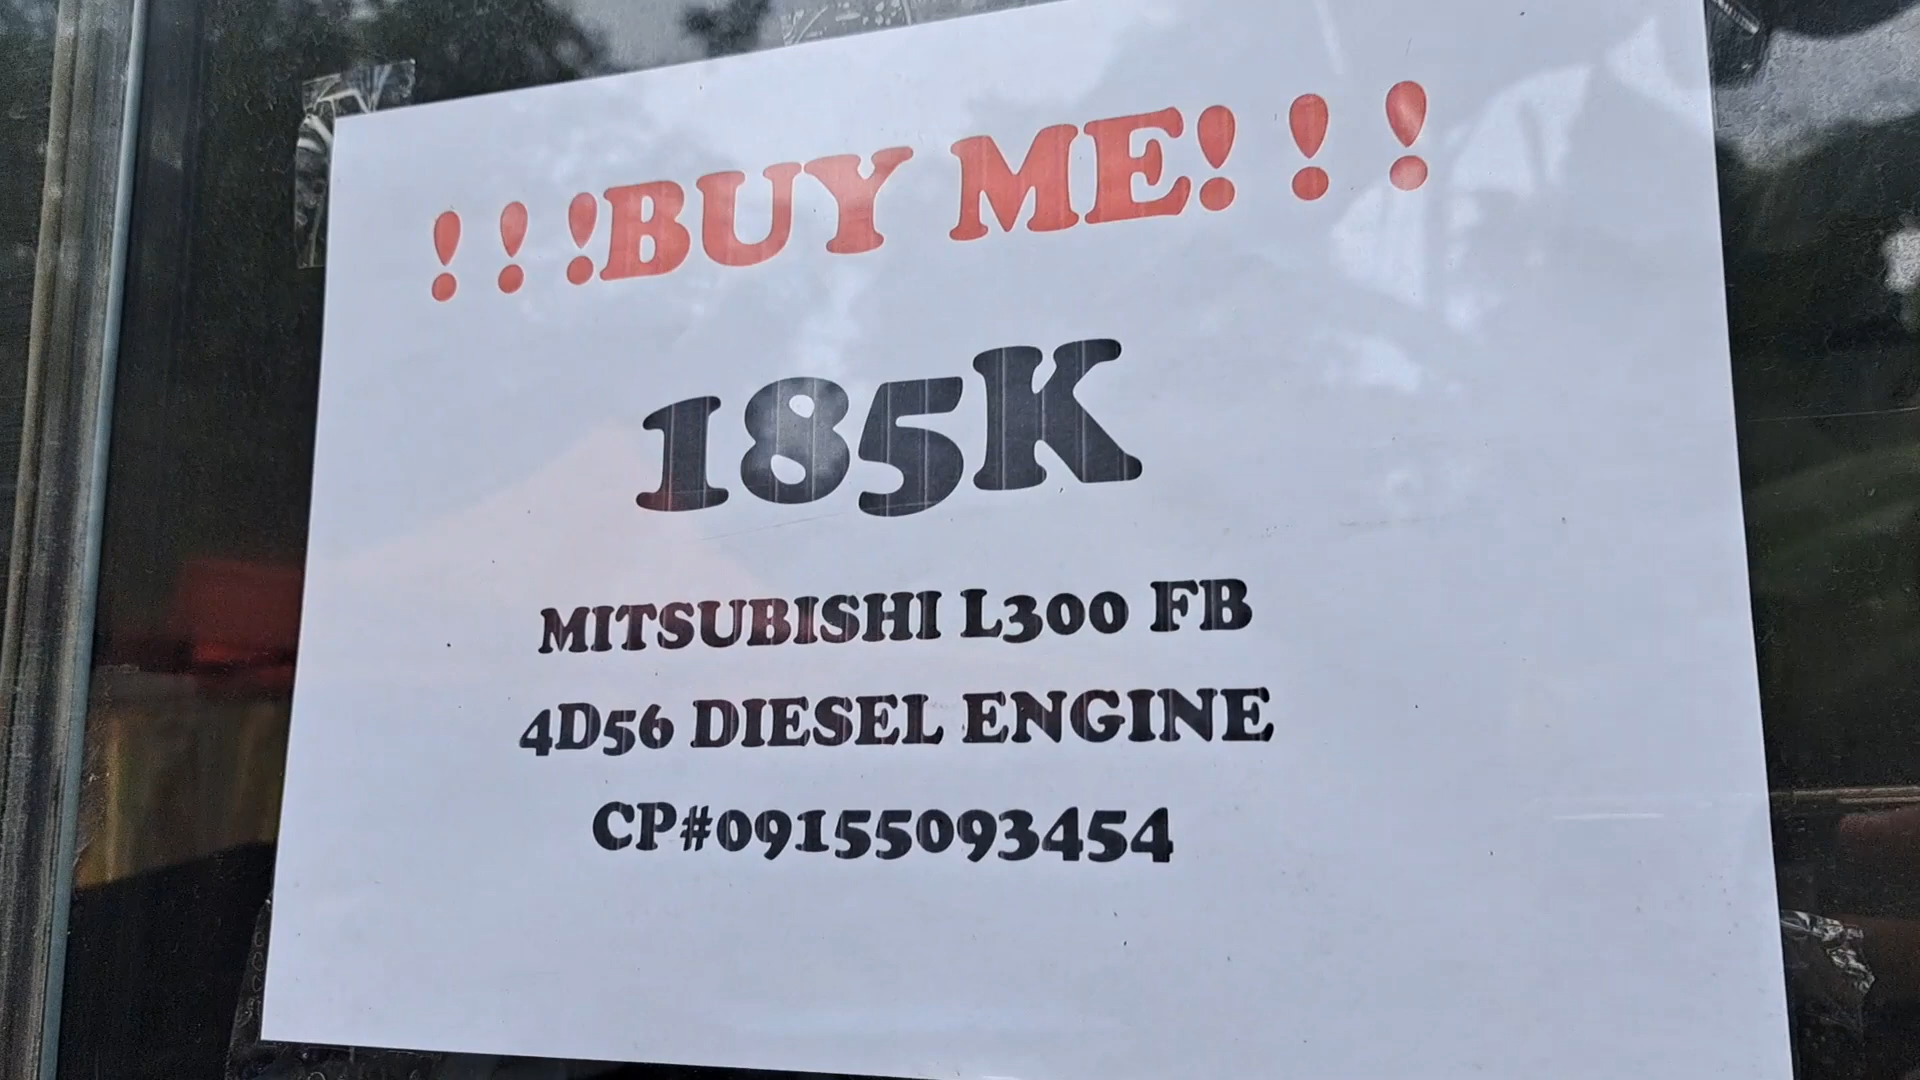 ! ! !BUY ME! ! !
185K
MITSUBISHI L300 FB
4D56 DIESEL ENGINE
CP#09155093454